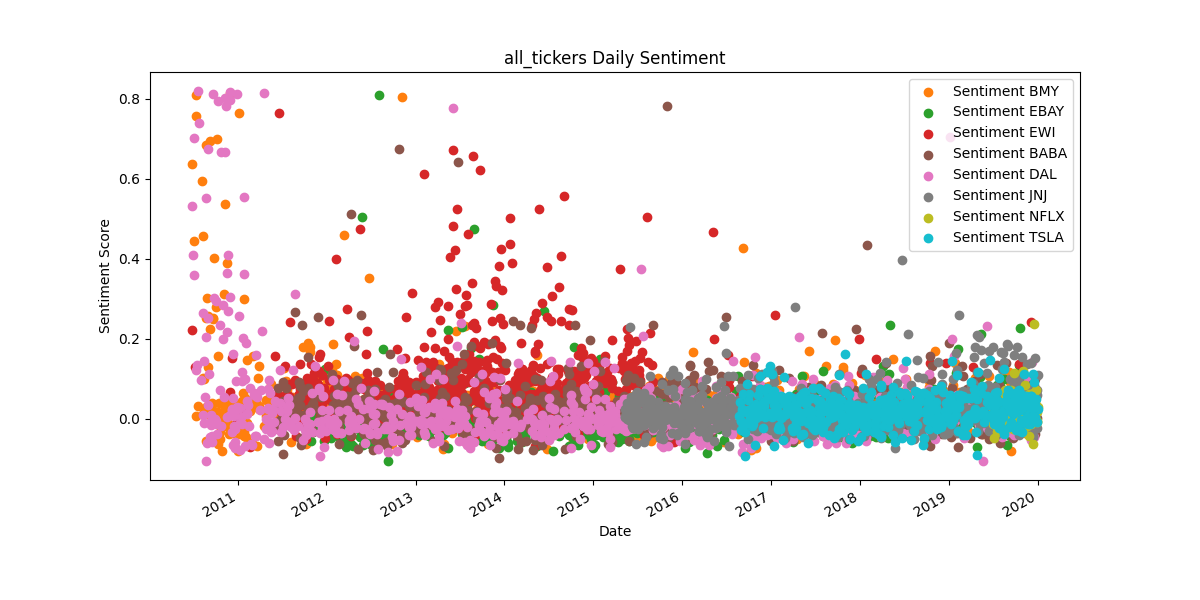 all_tickers Daily Sentiment
Sentiment BMY
Sentiment EBAY
Sentiment EWI
Sentiment BABA
Sentiment DAL
Sentiment JNJ
Sentiment NFLX
Sentiment TSLA
Sentiment Score
0.8
0.6
0.4
0.2
0.0
2011
2012
2013
2014
2015
2016
2017
2018
2019
2020
Date